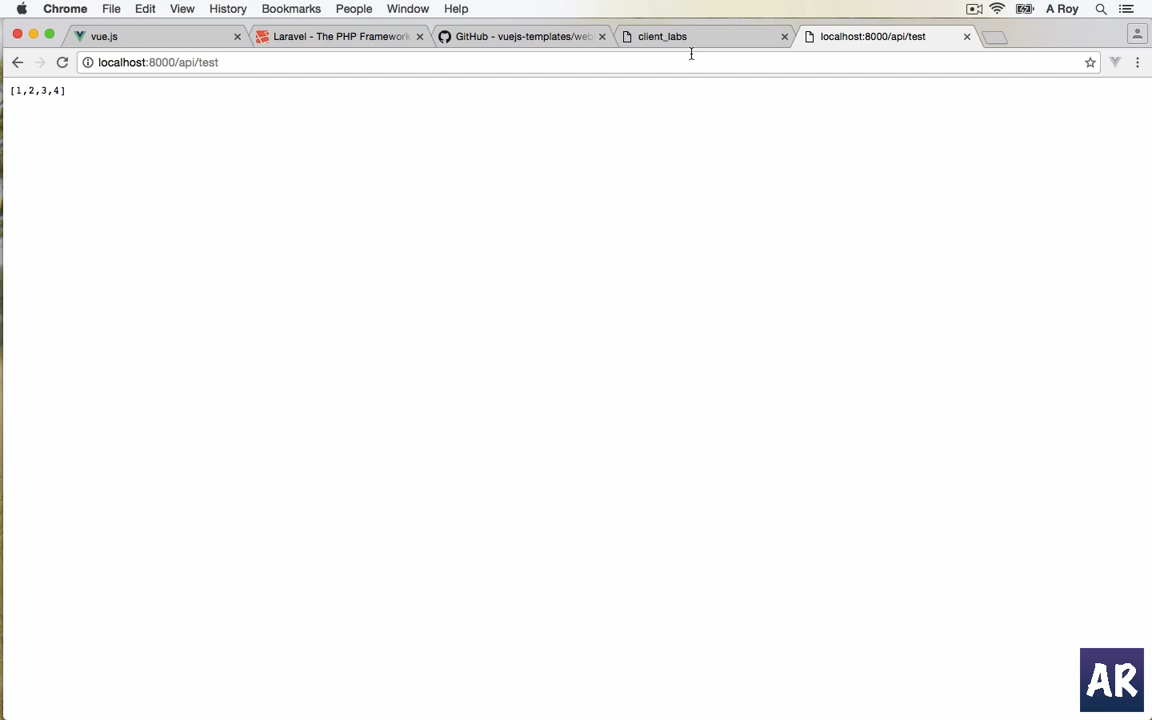 Chrome File Edit View History Bookmarks People Window Help A Roy
vue.js Laravel - The PHP Framework GitHub - vuejs-templates/web client_labs localhost:8000/api/test
localhost:8000/api/test
[1,2,3,4]
AR